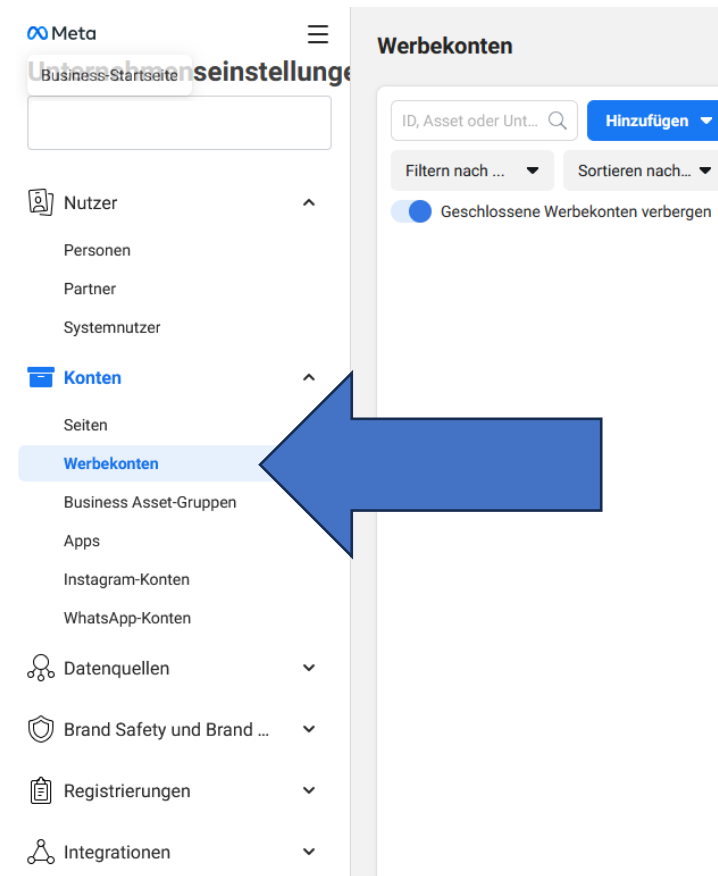 Meta
Unternehmenseinstellunge
Business-Startseite
Nutzer
Personen
Partner
Systemnutzer
Konten
Seiten
Werbekonten
Business Asset-Gruppen
Apps
Instagram-Konten
WhatsApp-Konten
Datenquellen
Brand Safety und Brand ...
Registrierungen
Integrationen
Werbekonten
ID, Asset oder Unt...
Hinzufügen
Filtern nach ...
Sortieren nach...
Geschlossene Werbekonten verbergen